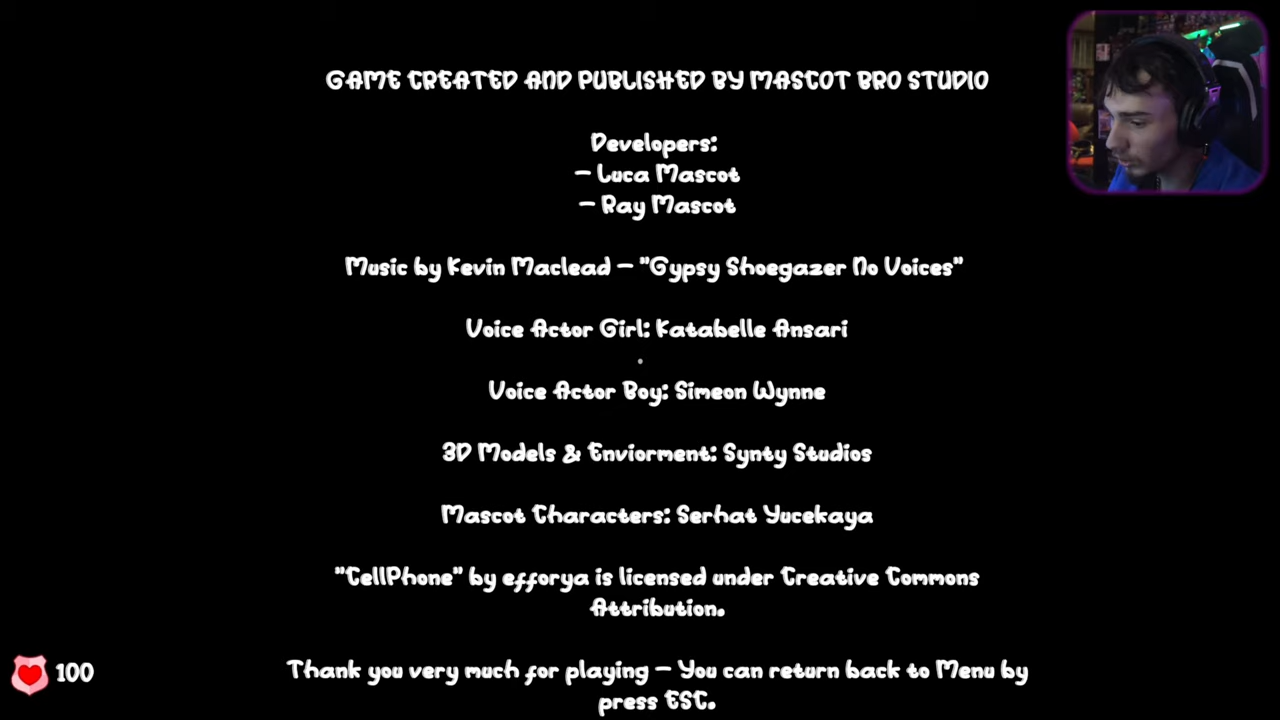 GAME CREATED AND PUBLISHED BY MASCOT BRO STUDIO
Developers:
- Luca Mascot
- Ray Mascot
Music by Kevin Maclead - "Gypsy Shoegazer No Voices"
Voice Actor Girl: Katabelle Ansari
Voice Actor Boy: Simeon Wynne
3D Models & Enviorment: Synty Studios
Mascot Characters: Serhat Yucekaya
"CellPhone" by efforya is licensed under Creative Commons
Attribution.
100
Thank you very much for playing - You can return back to Menu by
press ESC.